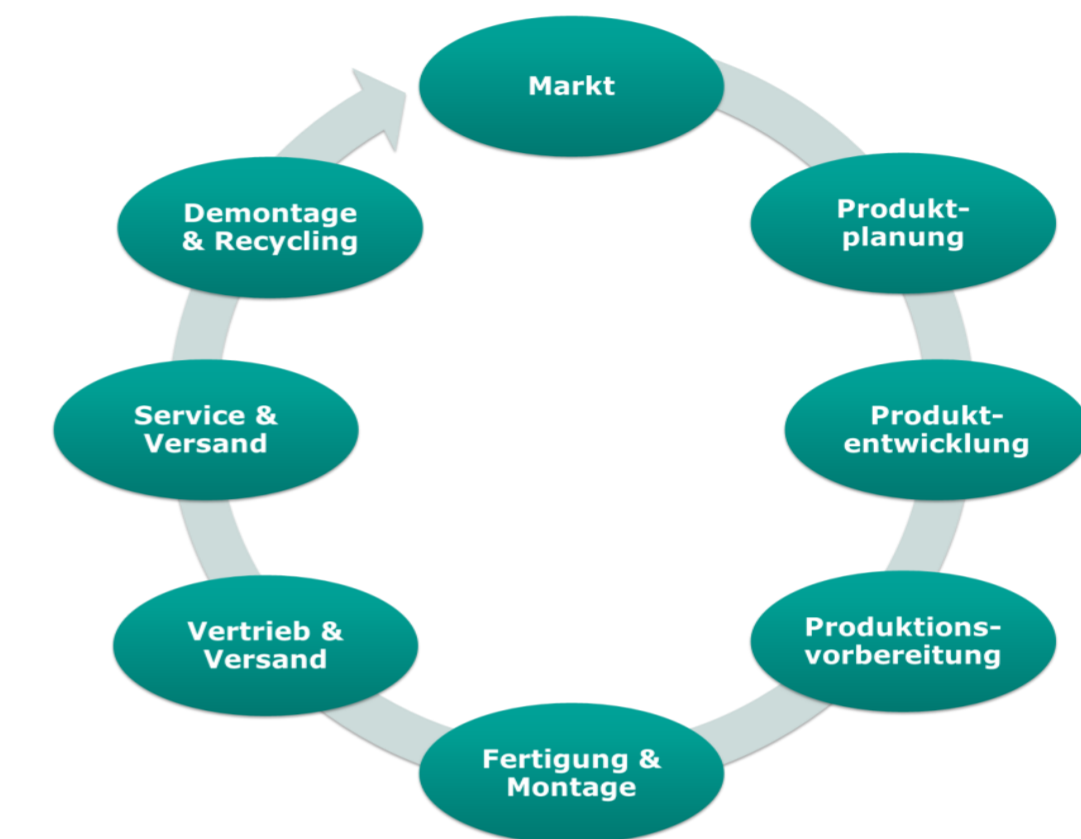 Markt
Produkt-
planung
Produkt-
entwicklung
Produktions-
vorbereitung
Fertigung &
Montage
Vertrieb &
Versand
Service &
Versand
Demontage
& Recycling